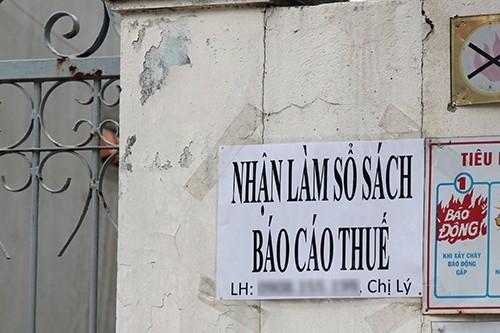 NHẬN LÀM SỔ SÁCH
BÁO CÁO THUẾ
LH: , Chị Lý
TIÊU
1
BÁO
ĐỘNG
KHI XẢY CHÁY
BÁO ĐỘNG
GẤP